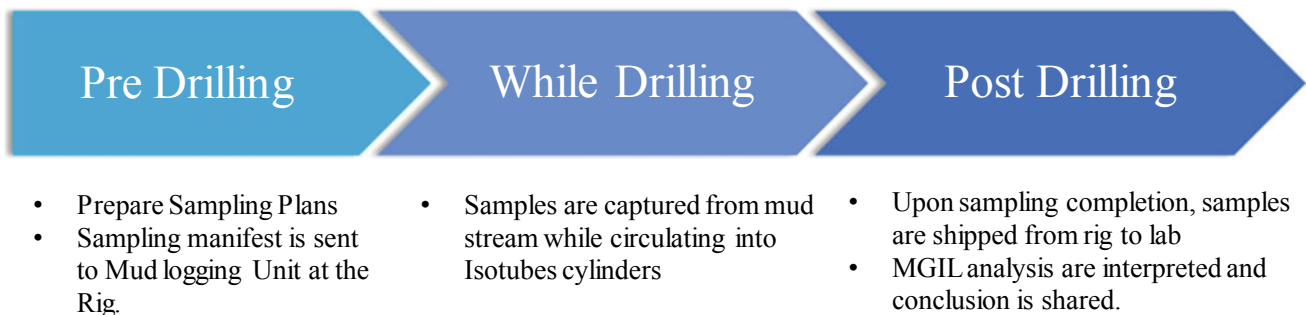 Pre Drilling
While Drilling
Post Drilling
• Prepare Sampling Plans
• Sampling manifest is sent
to Mud logging Unit at the
Rig.
• Samples are captured from mud
stream while circulating into
Isotubes cylinders
• Upon sampling completion, samples
are shipped from rig to lab
• MGIL analysis are interpreted and
conclusion is shared.